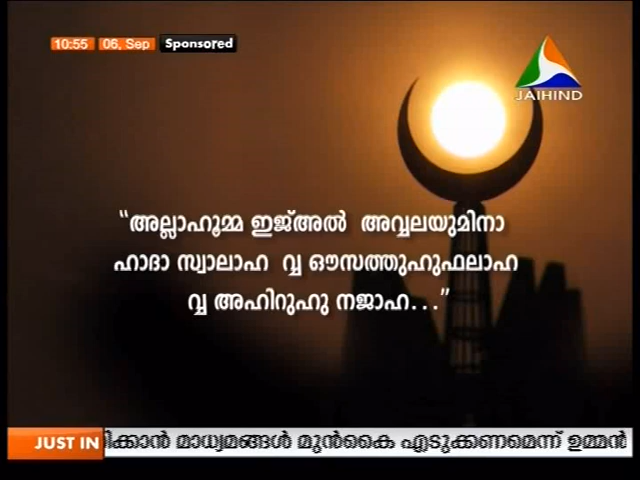 10:55 06, Sep Sponsored
JAIHIND
“അല്ലാഹൂമ്മ ഇജ്അൽ അവ്വലയുമിനാ
ഹാദാ സ്വാലാഹ വ്വ ഔസത്തുഹുഫലാഹ
വ്വ അഹിറുഹു നജാഹ...”
JUST IN ിക്കാൻ മാധ്യമങ്ങൾ മുൻകൈ എടുക്കണമെന്ന് ഉമ്മൻ